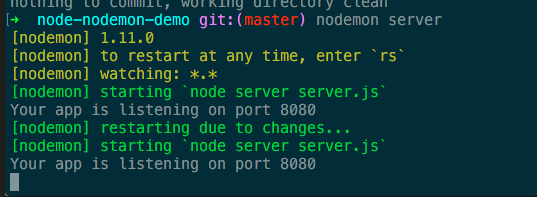 nothing to commit, working directory clean
[➜ node-nodemon-demo git:(master) nodemon server
[nodemon] 1.11.0
[nodemon] to restart at any time, enter `rs`
[nodemon] watching: *.*
[nodemon] starting `node server server.js`
Your app is listening on port 8080
[nodemon] restarting due to changes...
[nodemon] starting `node server server.js`
Your app is listening on port 8080